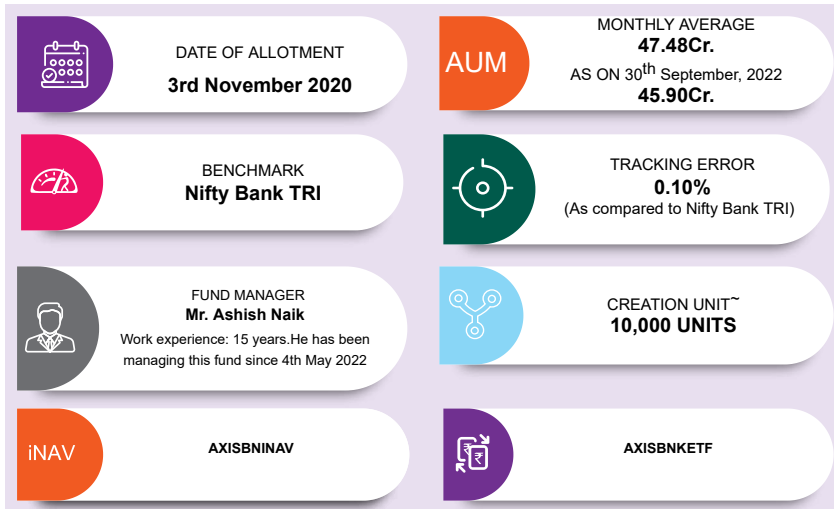 DATE OF ALLOTMENT
3rd November 2020
AUM
MONTHLY AVERAGE
47.48Cr.
AS ON 30th September, 2022
45.90Cr.
BENCHMARK
Nifty Bank TRI
TRACKING ERROR
0.10%
(As compared to Nifty Bank TRI)
FUND MANAGER
Mr. Ashish Naik
Work experience: 15 years.He has been
managing this fund since 4th May 2022
CREATION UNIT~
10,000 UNITS
iNAV
AXISBNINAV
₹
₹
AXISBNKETF